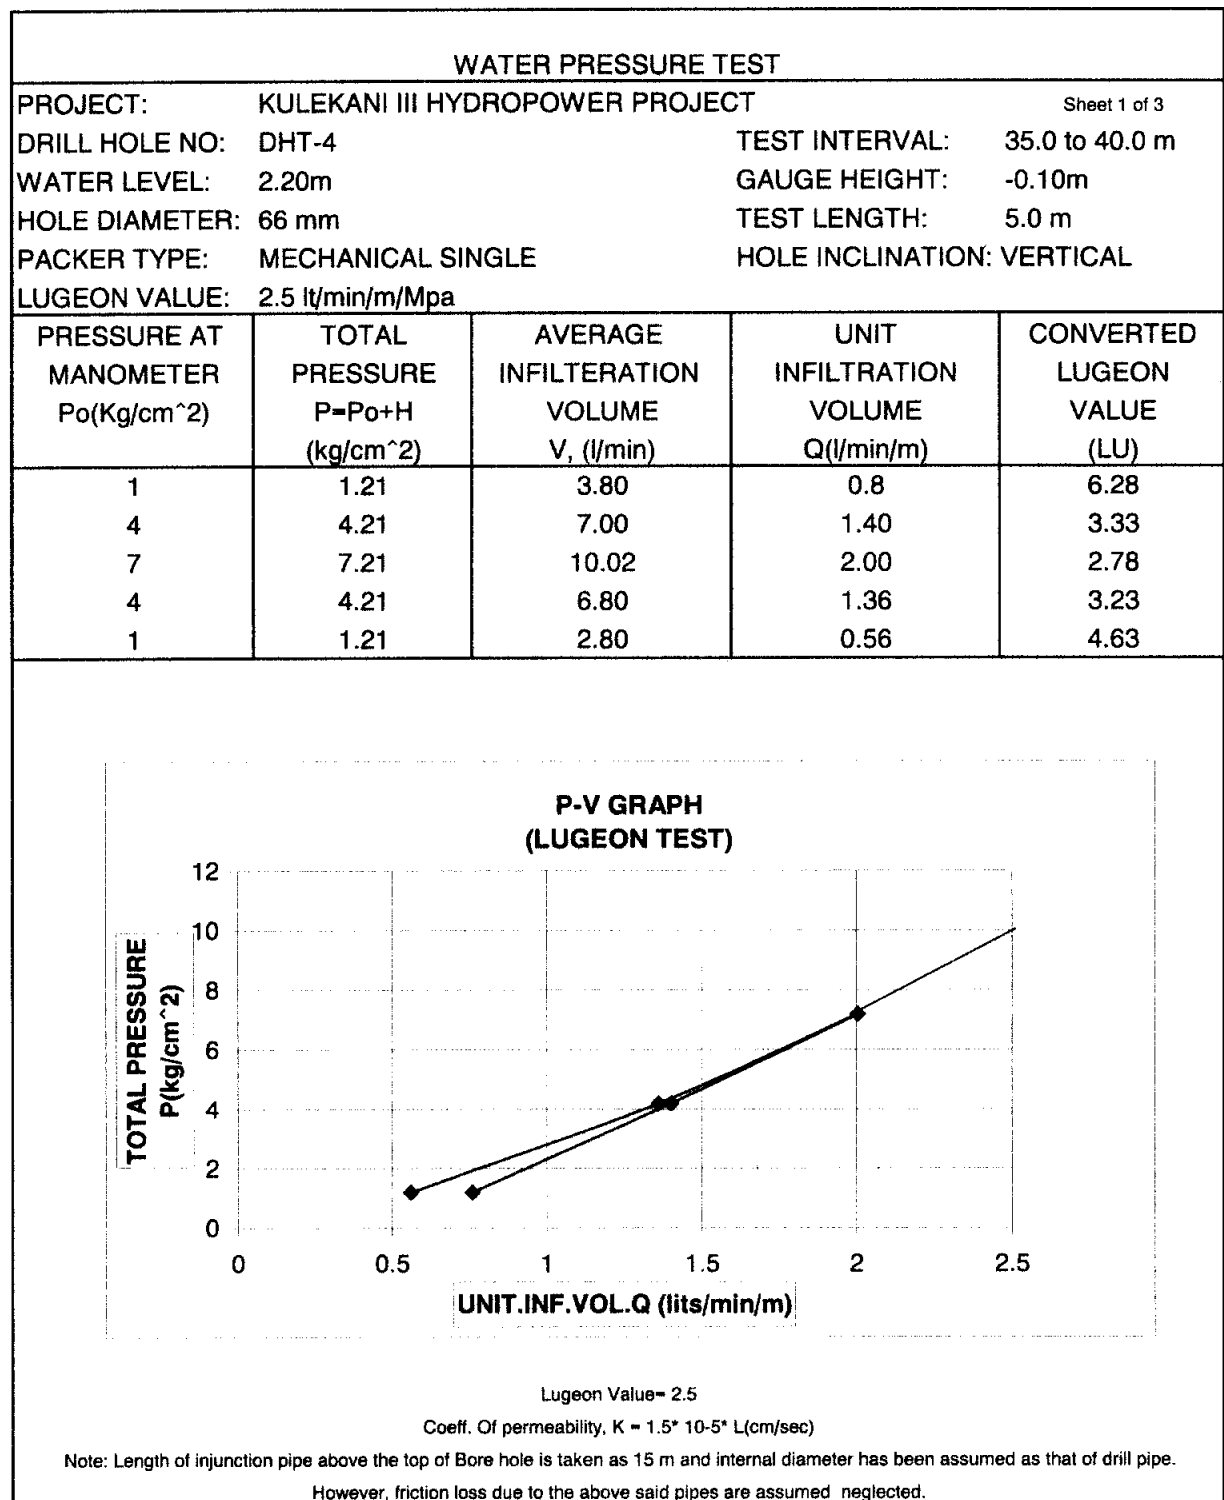 WATER PRESSURE TEST
PROJECT: KULEKANI III HYDROPOWER PROJECT Sheet 1 of 3
DRILL HOLE NO: DHT-4 TEST INTERVAL: 35.0 to 40.0 m
WATER LEVEL: 2.20m GAUGE HEIGHT: -0.10m
HOLE DIAMETER: 66 mm TEST LENGTH: 5.0 m
PACKER TYPE: MECHANICAL SINGLE HOLE INCLINATION: VERTICAL
LUGEON VALUE: 2.5 lt/min/m/Mpa
PRESSURE AT TOTAL AVERAGE UNIT CONVERTED
MANOMETER PRESSURE INFILTERATION INFILTRATION LUGEON
Po(Kg/cm^2) P=Po+H VOLUME VOLUME VALUE
(kg/cm^2) V, (l/min) Q(l/min/m) (LU)
1 1.21 3.80 0.8 6.28
4 4.21 7.00 1.40 3.33
7 7.21 10.02 2.00 2.78
4 4.21 6.80 1.36 3.23
1 1.21 2.80 0.56 4.63
P-V GRAPH
(LUGEON TEST)
12
10
8
6
4
2
0
TOTAL PRESSURE
P(kg/cm^2)
0 0.5 1 1.5 2 2.5
UNIT.INF.VOL.Q (lits/min/m)
Lugeon Value= 2.5
Coeff. Of permeability, K = 1.5* 10-5* L(cm/sec)
Note: Length of injunction pipe above the top of Bore hole is taken as 15 m and internal diameter has been assumed as that of drill pipe.
However, friction loss due to the above said pipes are assumed neglected.